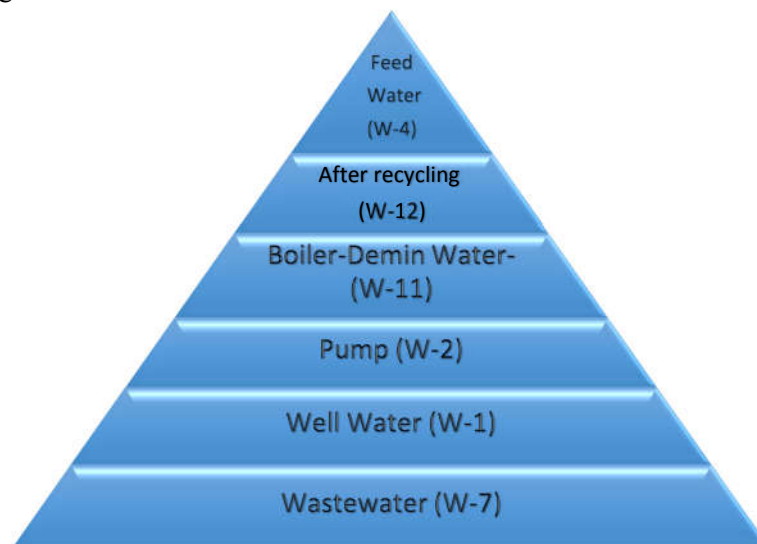 Feed
Water
(W-4)
After recycling
(W-12)
Boiler-Demin Water-
(W-11)
Pump (W-2)
Well Water (W-1)
Wastewater (W-7)